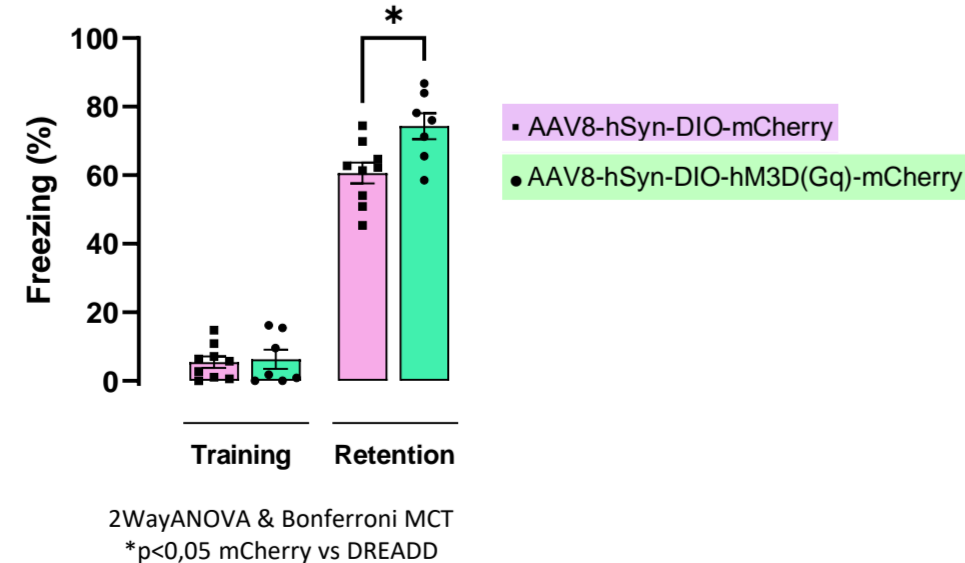 *
100
80
60
40
20
0
Freezing (%)
Training Retention
AAV8-hSyn-DIO-mCherry
AAV8-hSyn-DIO-hM3D(Gq)-mCherry
2WayANOVA & Bonferroni MCT
*p<0,05 mCherry vs DREADD